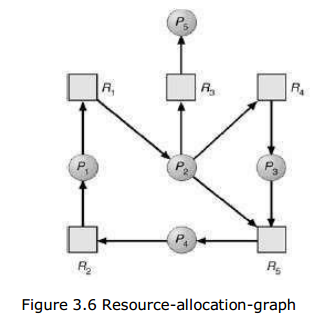 P5
R1
R3
R4
P1
P2
P3
P4
R2
R5
Figure 3.6 Resource-allocation-graph